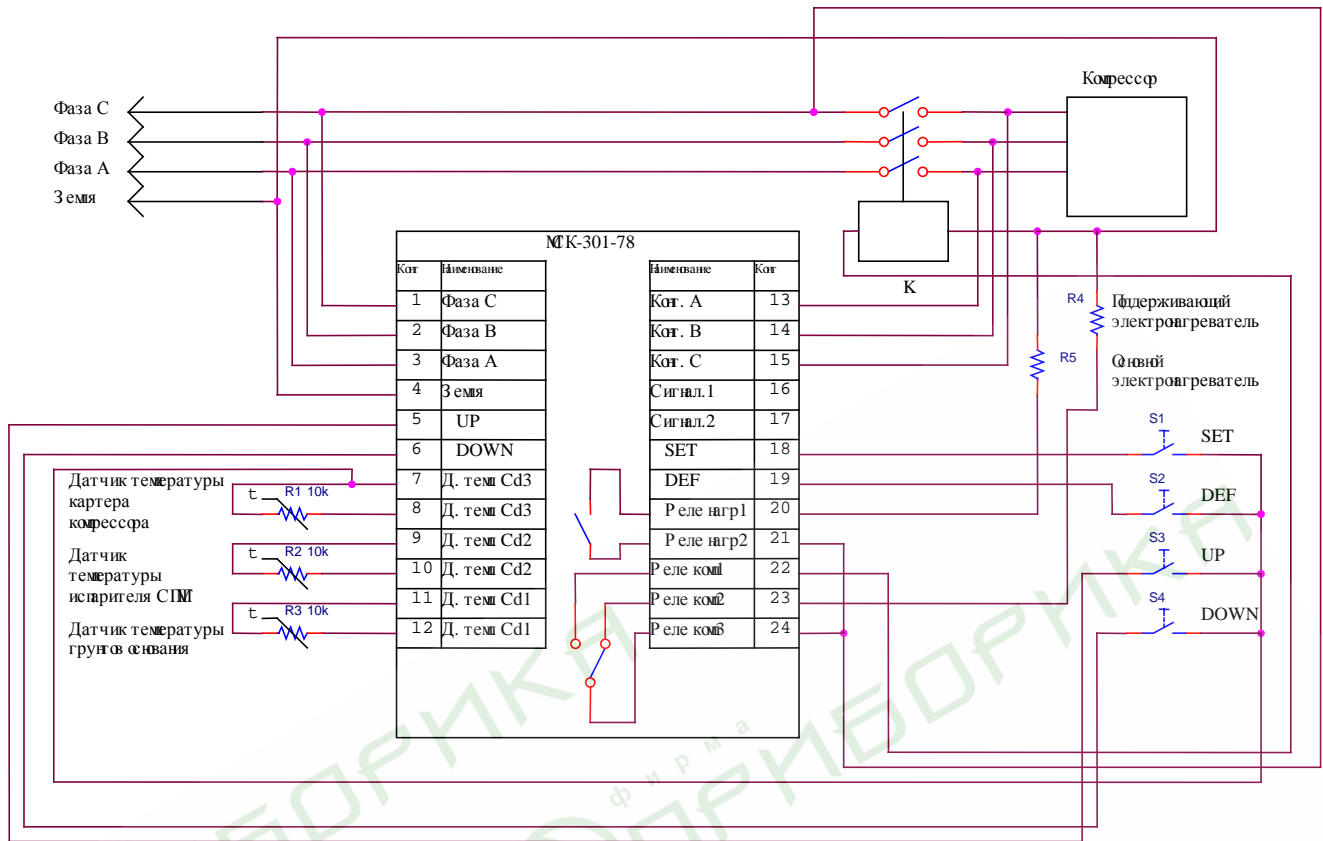 Компрессор
Фаза C
Фаза B
Фаза A
Земля
МСК-301-78
Конт Наименование
Наименование Конт
1 Фаза C
2 Фаза B
3 Фаза A
4 Земля
5 UP
6 DOWN
7 Д. темп Cd3
8 Д. темп Cd3
9 Д. темп Cd2
10 Д. темп Cd2
11 Д. темп Cd1
12 Д. темп Cd1
Конт. A 13
Конт. B 14
Конт. C 15
Сигнал.1 16
Сигнал.2 17
SET 18
DEF 19
Реле нагр1 20
Реле нагр2 21
Реле комп1 22
Реле комп2 23
Реле комп3 24
K
R4
Поддерживающий
электронагреватель
R5
Основной
электронагреватель
Датчик температуры
картера
компрессора
t R1 10k
Датчик
температуры
испарителя СПММ
t R2 10k
Датчик температуры
грунтов основания
t R3 10k
S1 SET
S2 DEF
S3 UP
S4 DOWN
ПРИБОРИКА
фирма
ПРИБОРИКА